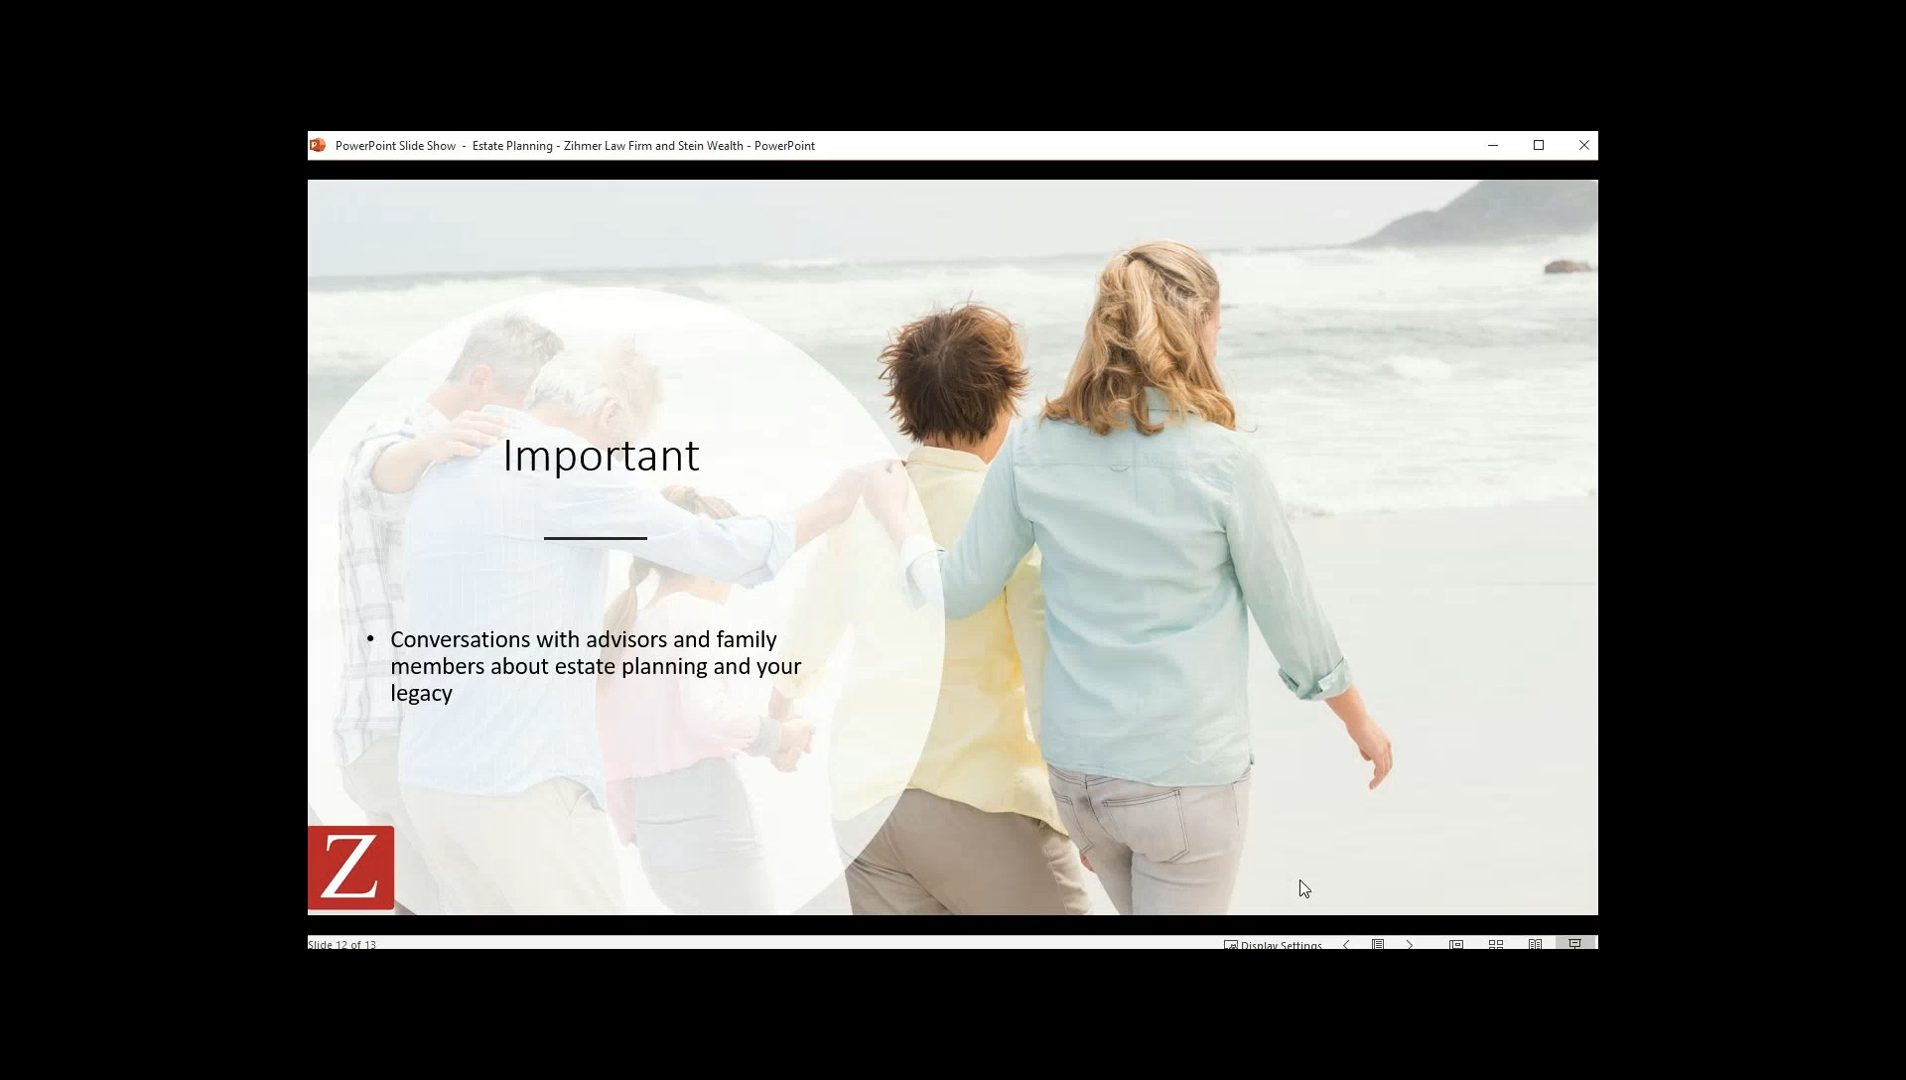 PowerPoint Slide Show - Estate Planning - Zihmer Law Firm and Stein Wealth - PowerPoint
Important
• Conversations with advisors and family
members about estate planning and your
legacy
Z
Slide 12 of 13
Display Settings